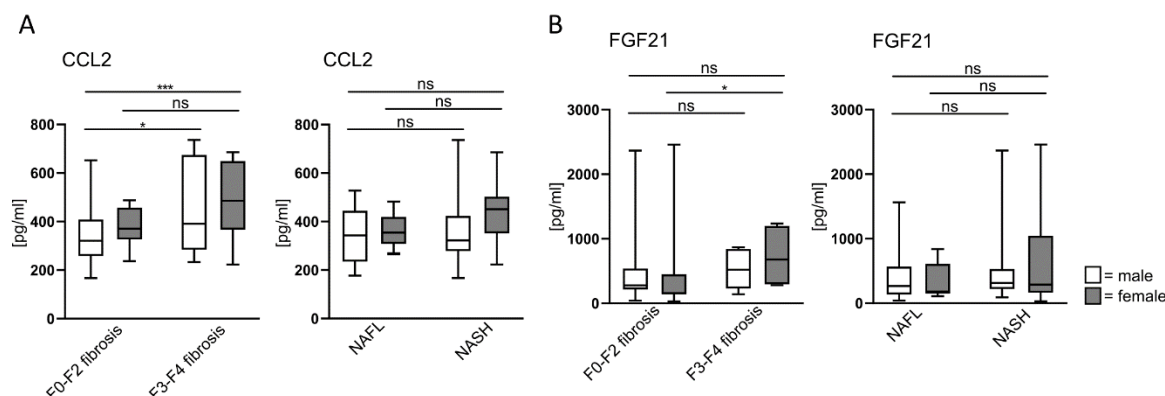 A
CCL2
***
ns
*
800
600
400
200
0
[pg/ml]
F0-F2 fibrosis
F3-F4 fibrosis
CCL2
ns
ns
ns
800
600
400
200
0
[pg/ml]
NAFL
NASH
B
FGF21
ns
*
ns
3000
2000
1000
0
[pg/ml]
F0-F2 fibrosis
F3-F4 fibrosis
FGF21
ns
ns
ns
3000
2000
1000
0
[pg/ml]
NAFL
NASH
= male
= female